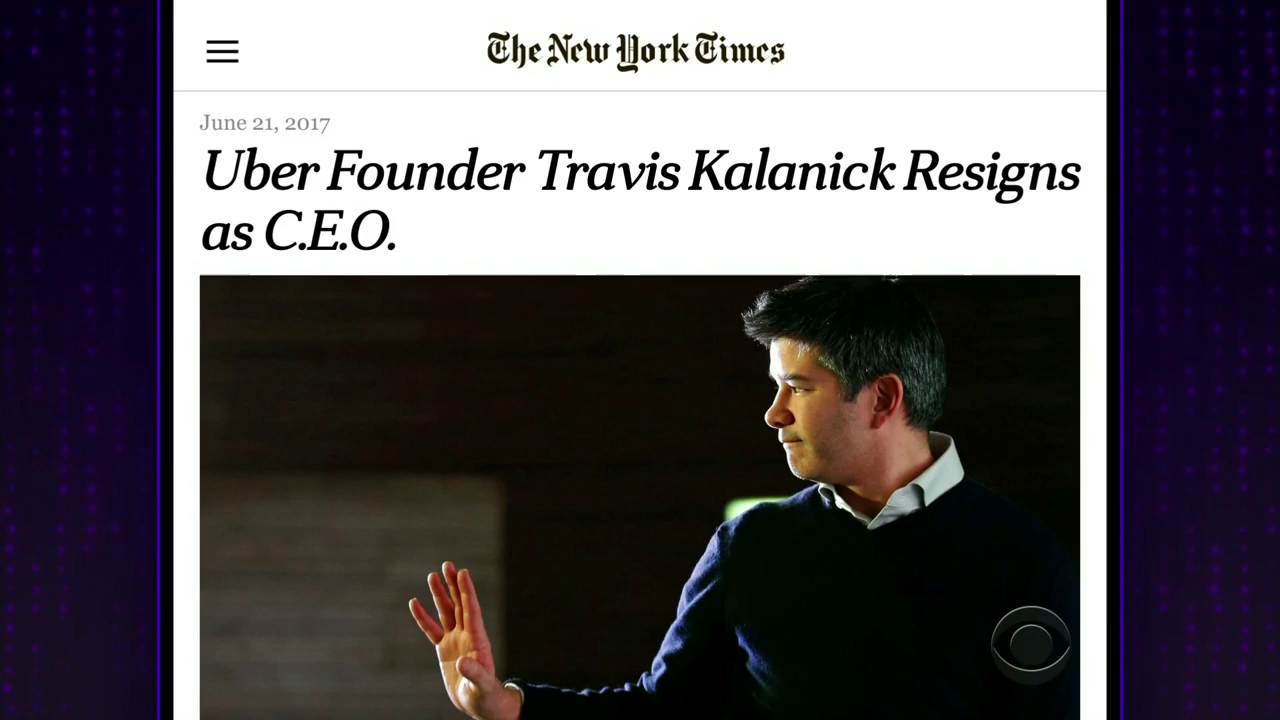 The New York Times
June 21, 2017
Uber Founder Travis Kalanick Resigns
as C.E.O.